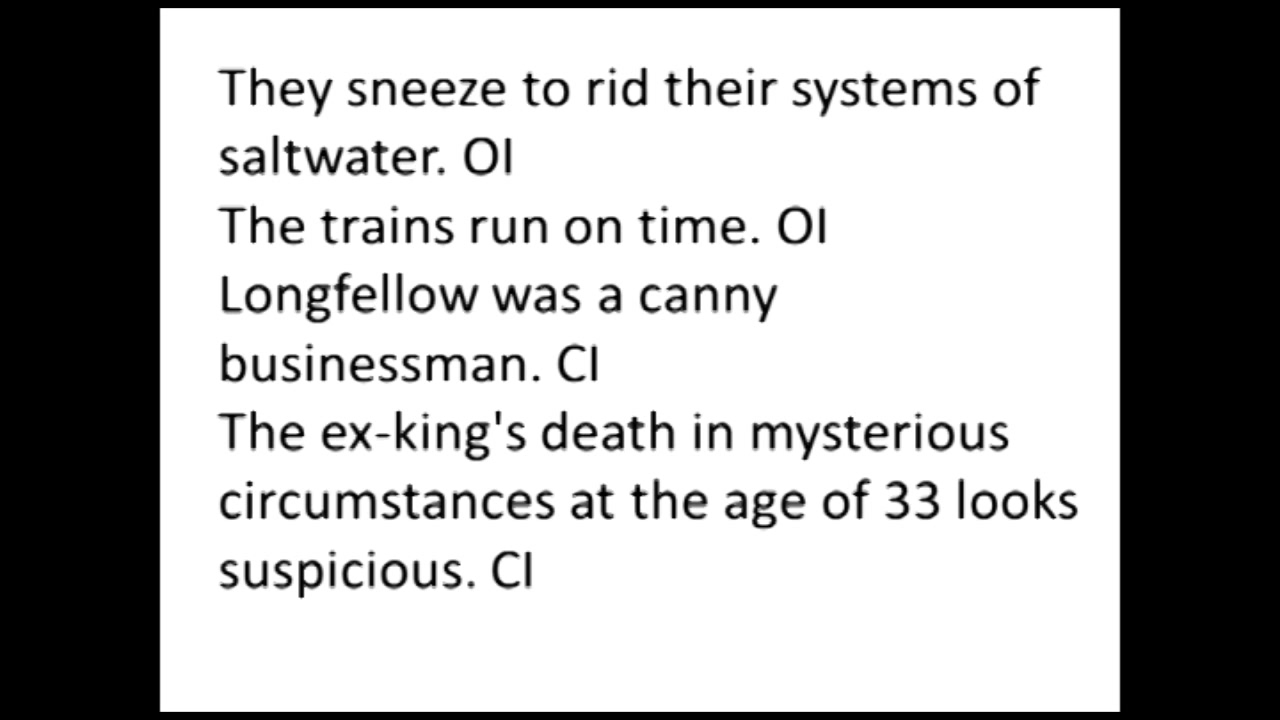 They sneeze to rid their systems of
saltwater. OI
The trains run on time. OI
Longfellow was a canny
businessman. CI
The ex-king's death in mysterious
circumstances at the age of 33 looks
suspicious. CI